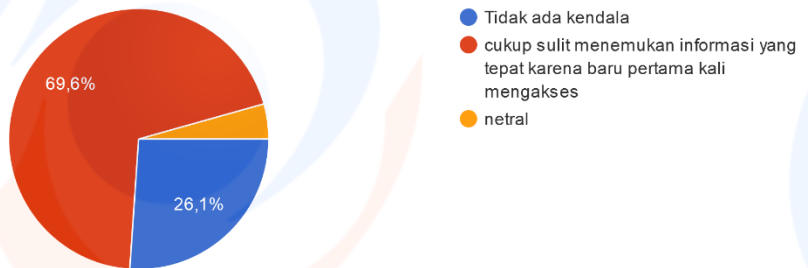 69,6%
26,1%
Tidak ada kendala
cukup sulit menemukan informasi yang
tepat karena baru pertama kali
mengakses
netral